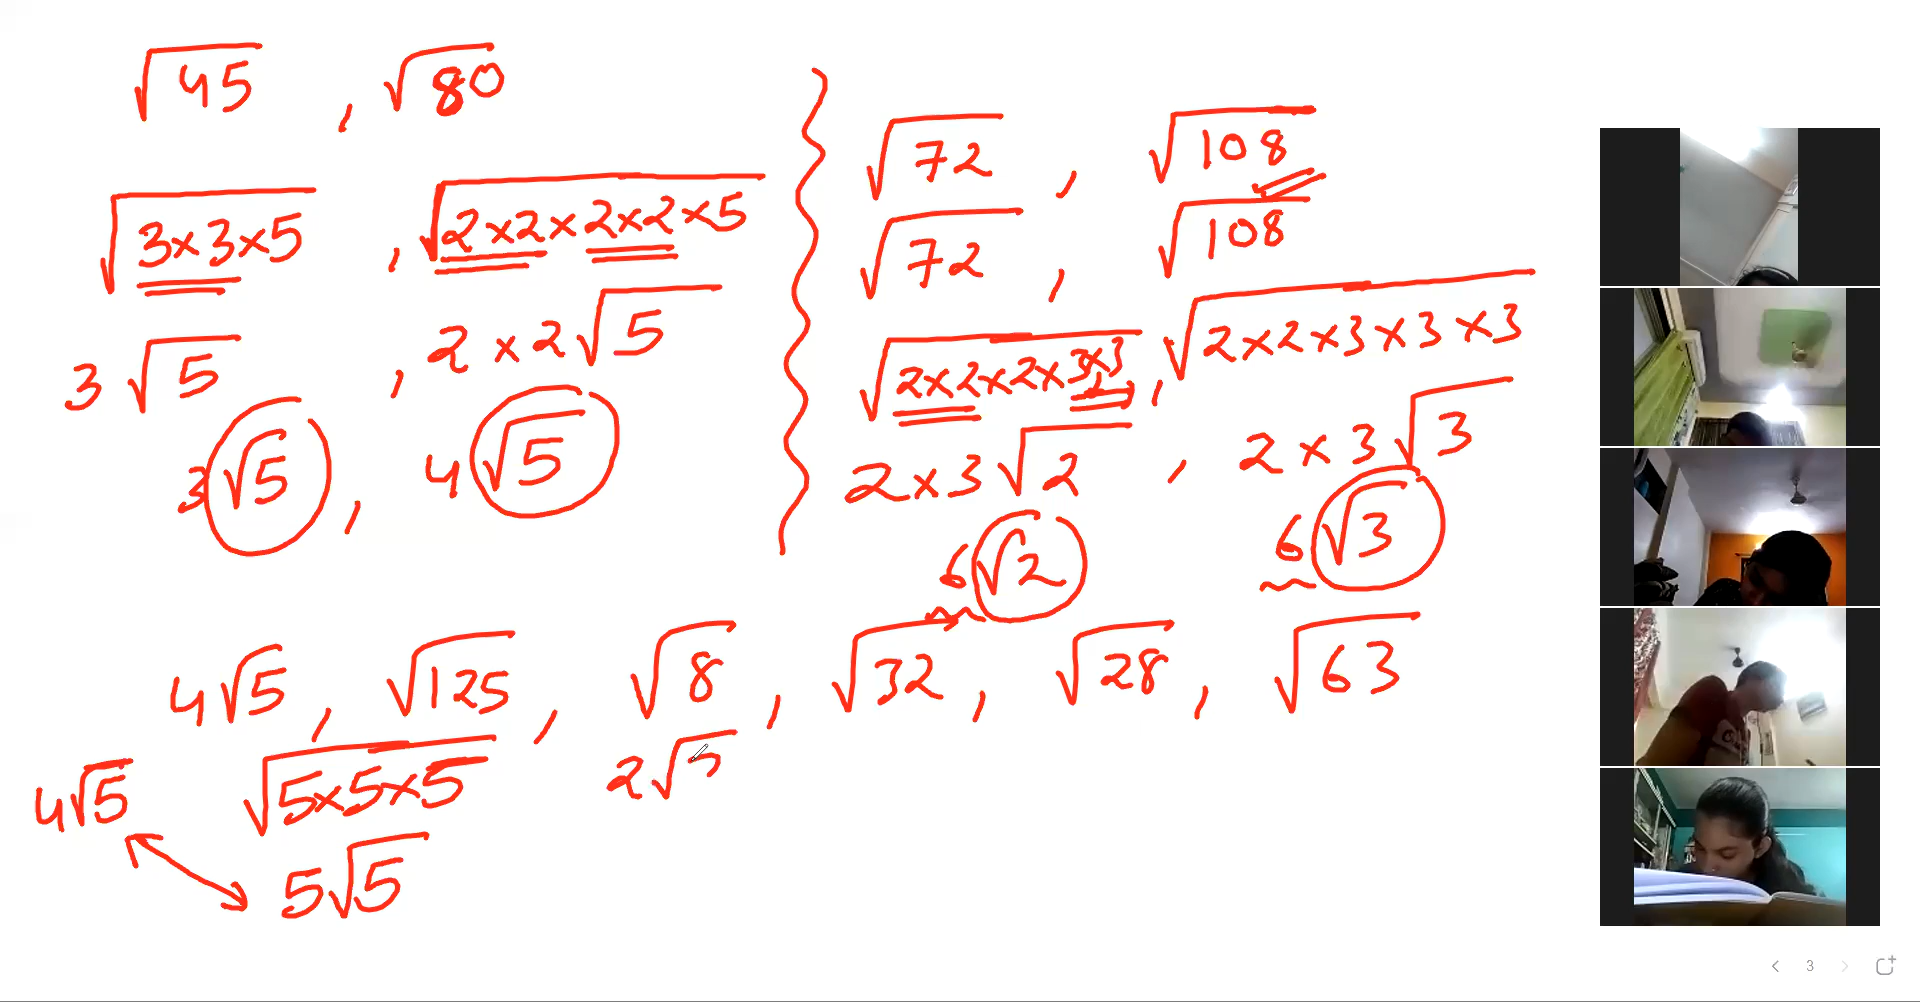 √45 , √80
√3×3×5 , √2×2×2×2×5
3√5 , 2×2√5
3√5 , 4√5
√72 , √108
√72 , √108
√2×2×2×3×3 , √2×2×3×3×3
2×3√2 , 2×3√3
6√2 6√3
4√5 , √125 , √8 , √32 , √28 , √63
4√5 √5×5×5 2√
5√5
3